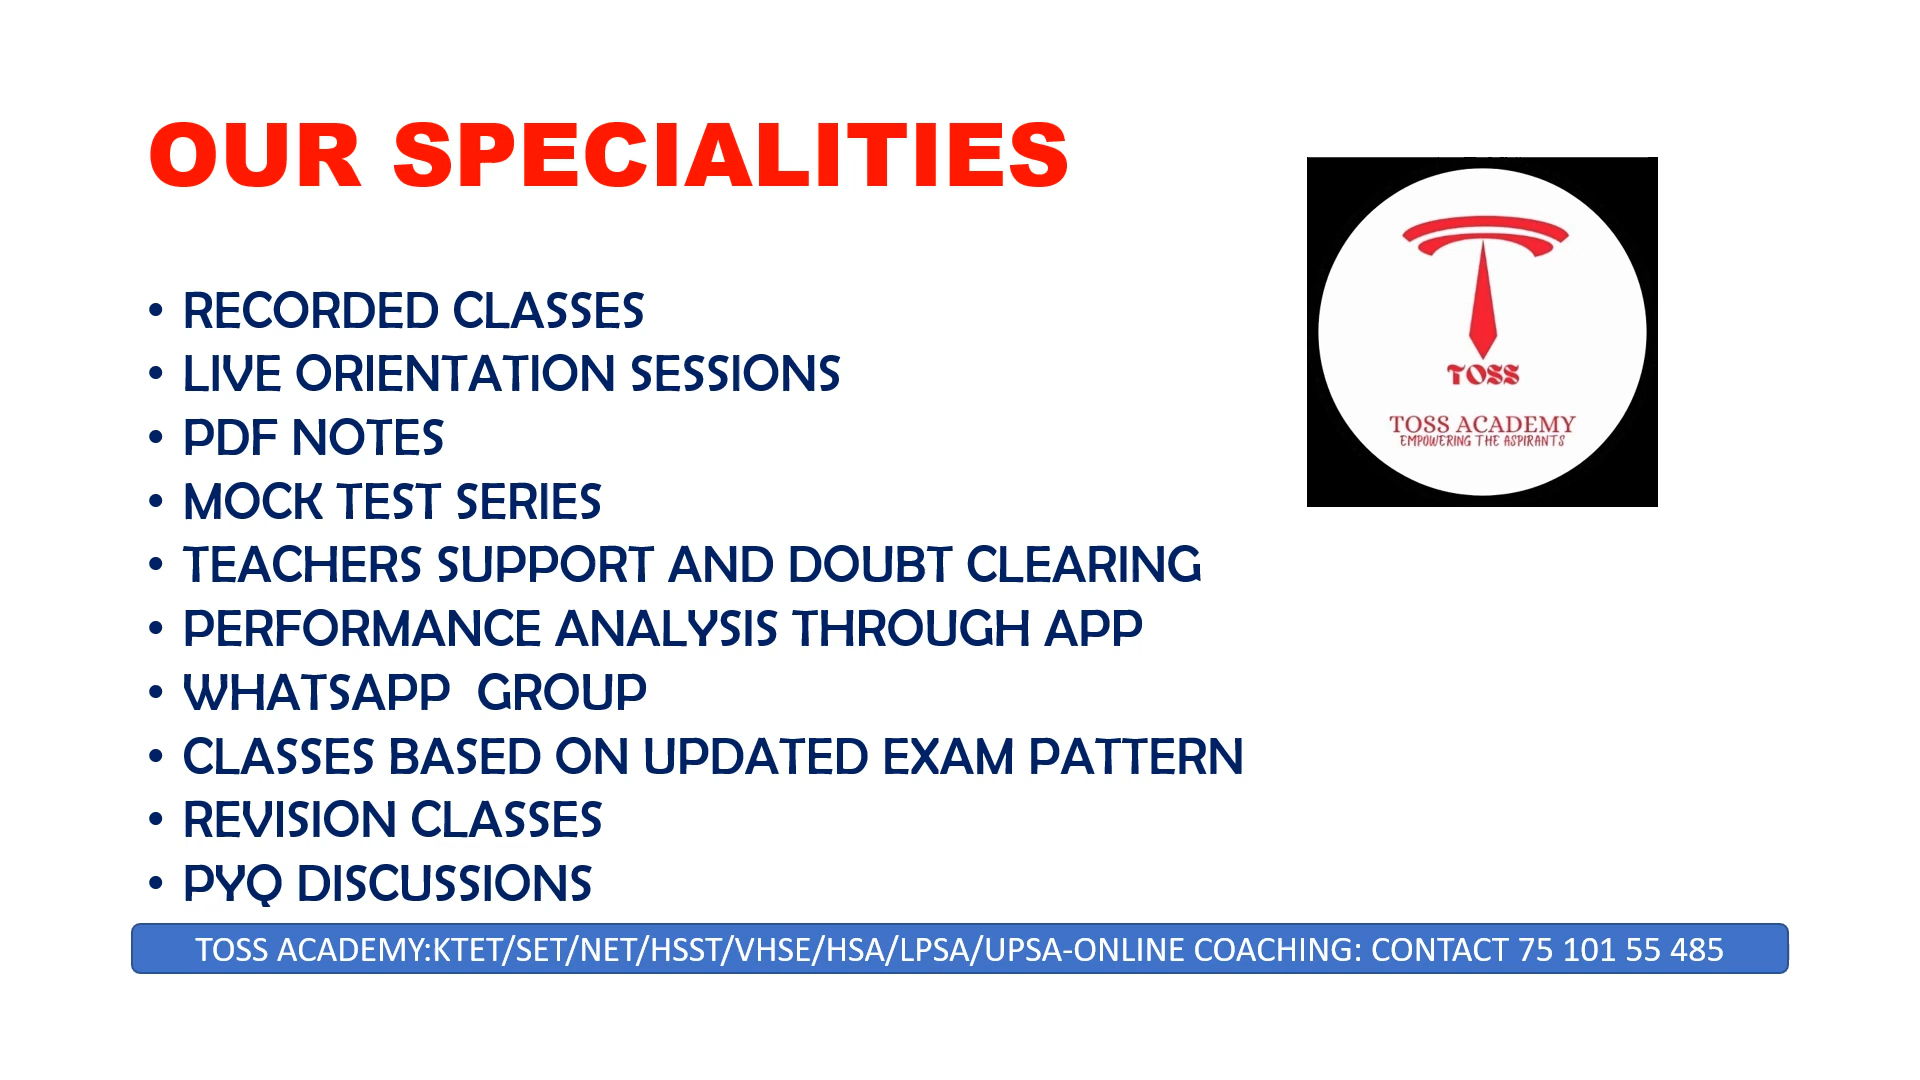 OUR SPECIALITIES
• RECORDED CLASSES
• LIVE ORIENTATION SESSIONS
• PDF NOTES
• MOCK TEST SERIES
• TEACHERS SUPPORT AND DOUBT CLEARING
• PERFORMANCE ANALYSIS THROUGH APP
• WHATSAPP  GROUP
• CLASSES BASED ON UPDATED EXAM PATTERN
• REVISION CLASSES
• PYQ DISCUSSIONS
TOSS
TOSS ACADEMY
EMPOWERING THE ASPIRANTS
TOSS ACADEMY:KTET/SET/NET/HSST/VHSE/HSA/LPSA/UPSA-ONLINE COACHING: CONTACT 75 101 55 485